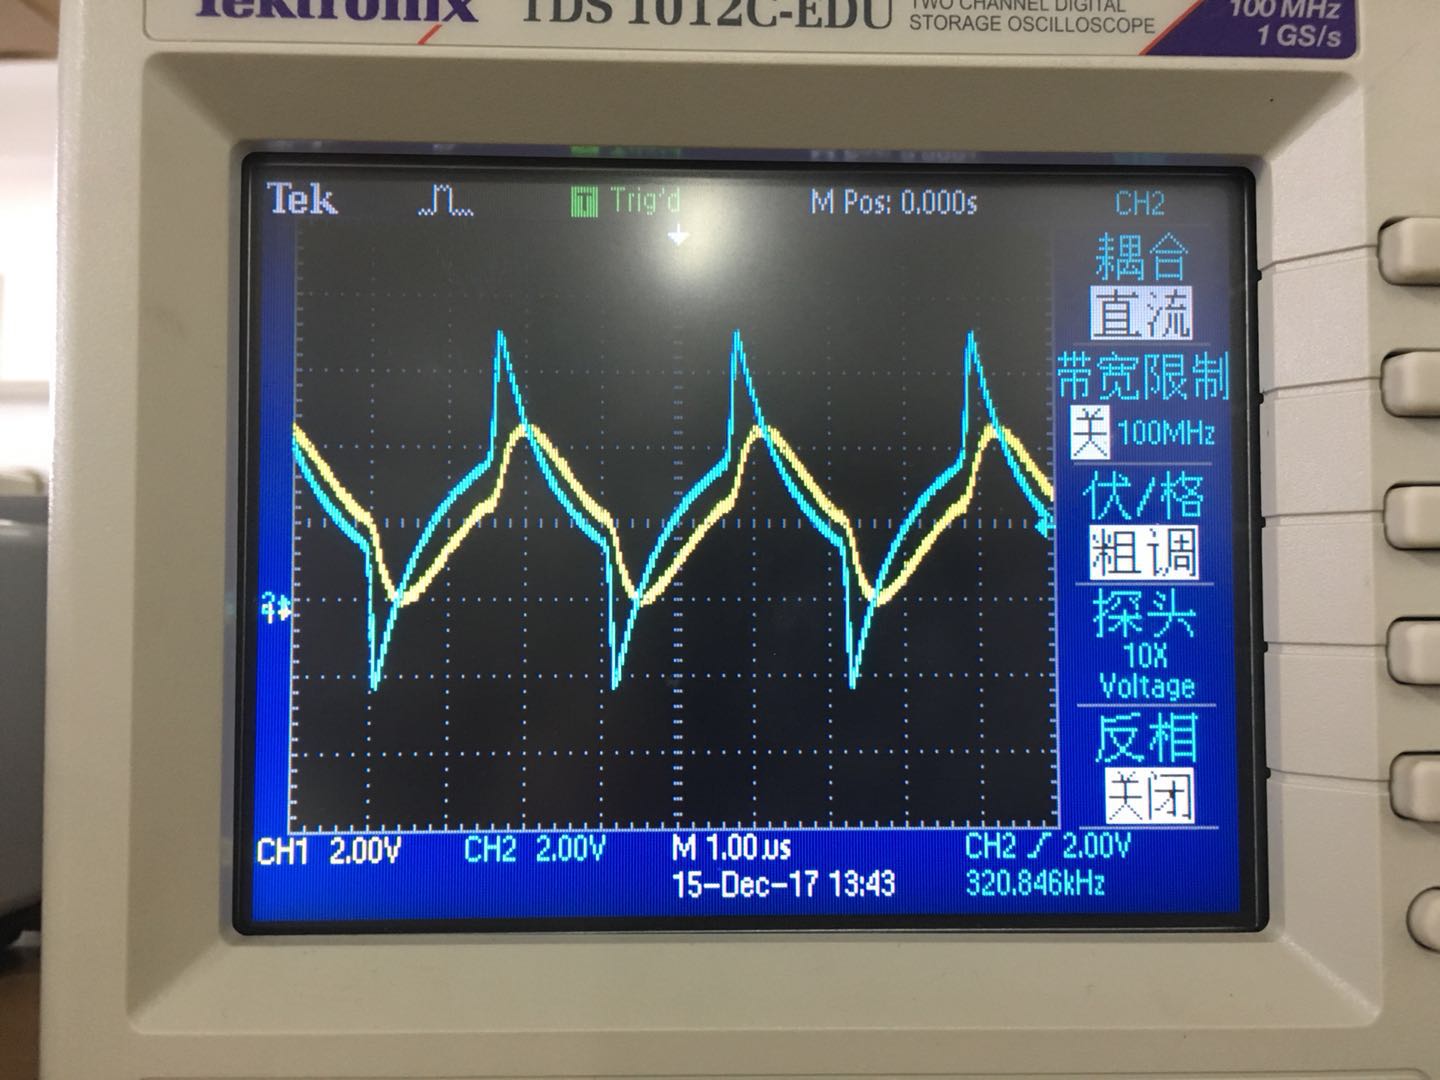 Tektronix TDS 1012C-EDU TWO CHANNEL DIGITAL STORAGE OSCILLOSCOPE 100 MHz 1 GS/s
Tek T Trig'd M Pos: 0.000s CH2
耦合
直流
带宽限制
关 100MHz
伏/格
粗调
探头
10X
Voltage
反相
关闭
CH1 2.00V CH2 2.00V M 1.00us CH2 2.00V
15-Dec-17 13:43 320.846kHz